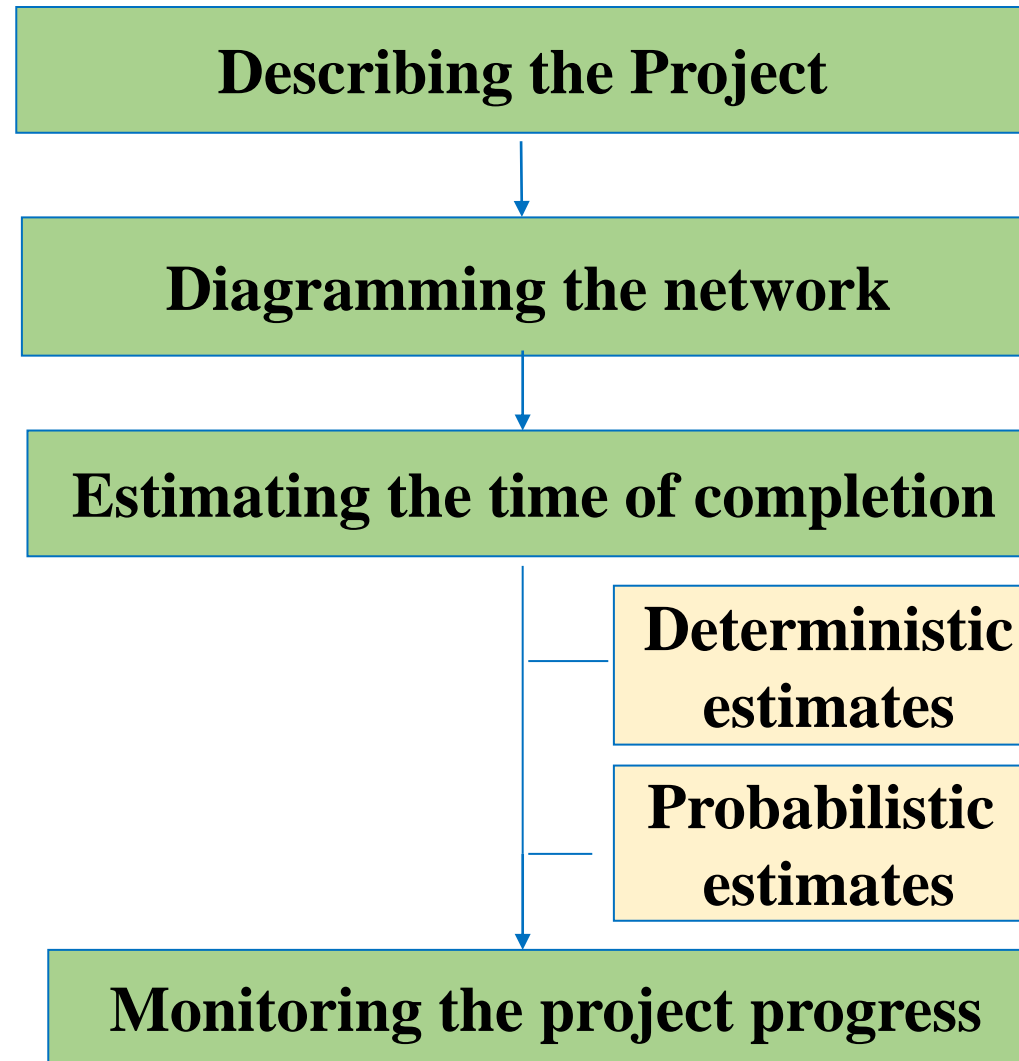 Describing the Project
Diagramming the network
Estimating the time of completion
Deterministic
estimates
Probabilistic
estimates
Monitoring the project progress